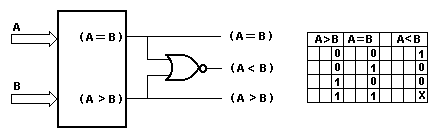 A
(A=B)
(A=B)
(A<B)
B
(A>B)
(A>B)
A>B A=B A<B
0 0 1
0 1 0
1 0 0
1 1 X